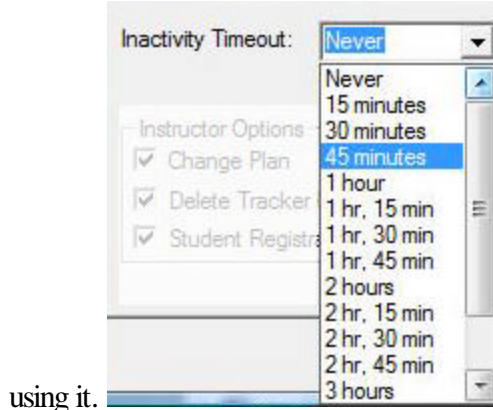 Inactivity Timeout: Never
Never
15 minutes
30 minutes
45 minutes
1 hour
1 hr, 15 min
1 hr, 30 min
1 hr, 45 min
2 hours
2 hr, 15 min
2 hr, 30 min
2 hr, 45 min
3 hours
Instructor Options
Change Plan
Delete Tracker
Student Registra
using it.